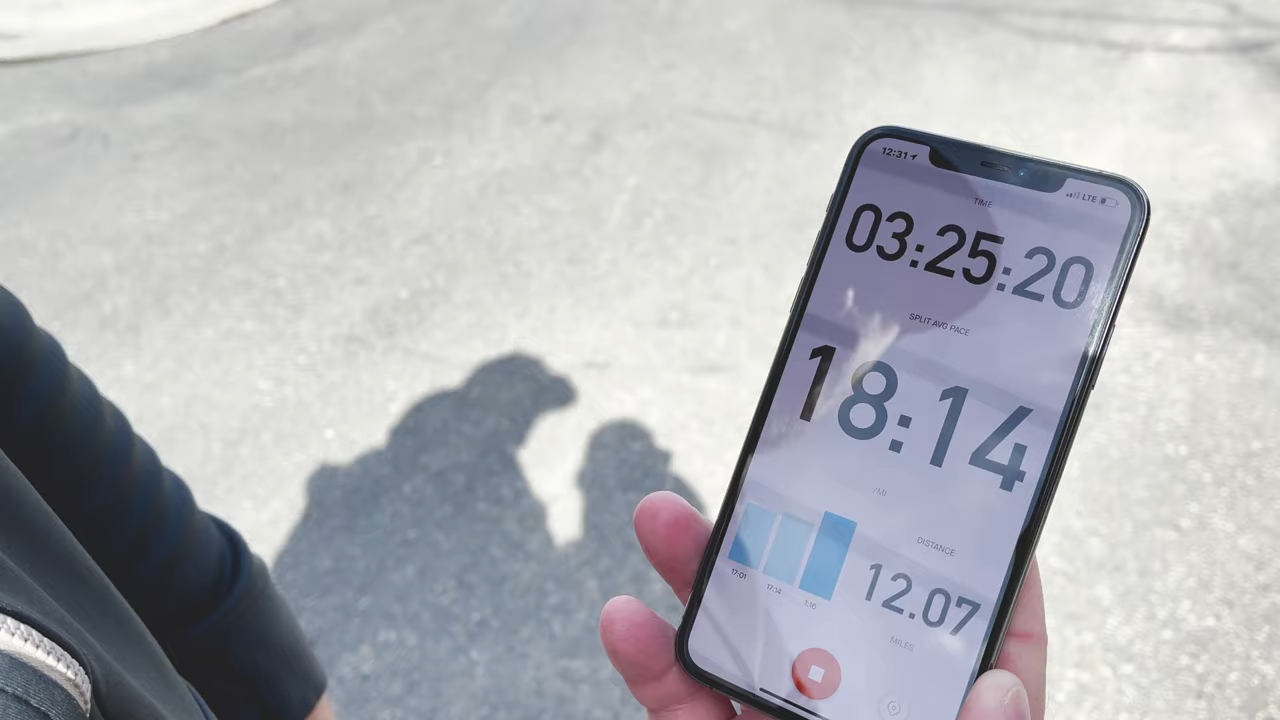 12:31
LTE
TIME
03:25:20
SPLIT AVG PACE
18:14
/MI
17:01
17:14
1:16
DISTANCE
12.07
MILES